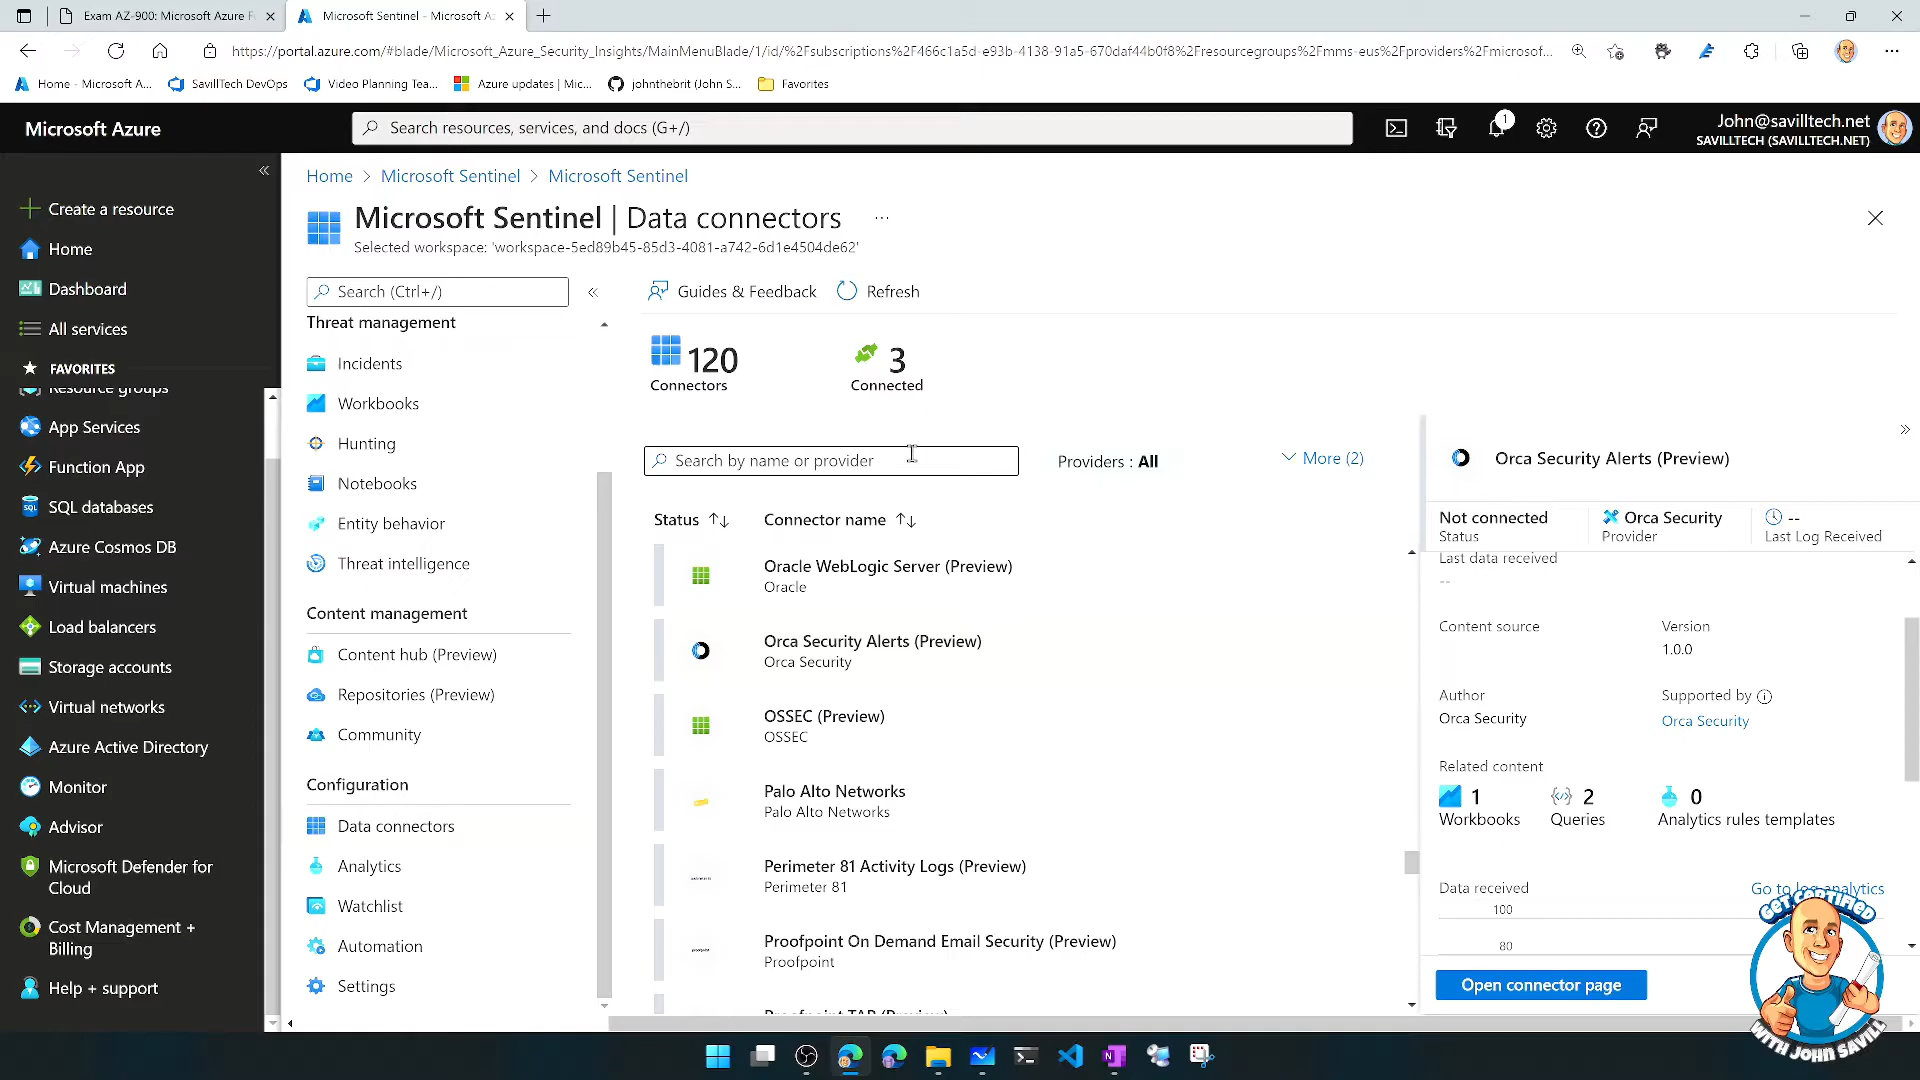 Exam AZ-900: Microsoft Azure F
Microsoft Sentinel - Microsoft Az
https://portal.azure.com/#blade/Microsoft_Azure_Security_Insights/MainMenuBlade/1/id/%2Fsubscriptions%2F466c1a5d-e93b-4138-91a5-670daf44b0f8%2Fresourcegroups%2Fmms-eus%2Fproviders%2Fmicrosof...
Home - Microsoft A...
SavillTech DevOps
Video Planning Tea...
Azure updates | Mic...
johnthebrit (John S...
Favorites
Microsoft Azure
Search resources, services, and docs (G+/)
1
John@savilltech.net
SAVILLTECH (SAVILLTECH.NET)
Create a resource
Home
Dashboard
All services
FAVORITES
Resource groups
App Services
Function App
SQL databases
Azure Cosmos DB
Virtual machines
Load balancers
Storage accounts
Virtual networks
Azure Active Directory
Monitor
Advisor
Microsoft Defender for
Cloud
Cost Management +
Billing
Help + support
Home > Microsoft Sentinel > Microsoft Sentinel
Microsoft Sentinel | Data connectors ...
Selected workspace: 'workspace-5ed89b45-85d3-4081-a742-6d1e4504de62'
Search (Ctrl+/)
Threat management
Incidents
Workbooks
Hunting
Notebooks
Entity behavior
Threat intelligence
Content management
Content hub (Preview)
Repositories (Preview)
Community
Configuration
Data connectors
Analytics
Watchlist
Automation
Settings
Guides & Feedback
Refresh
120
Connectors
3
Connected
Search by name or provider
Providers : All
More (2)
Status
Connector name
Oracle WebLogic Server (Preview)
Oracle
Orca Security Alerts (Preview)
Orca Security
OSSEC (Preview)
OSSEC
Palo Alto Networks
Palo Alto Networks
Perimeter 81 Activity Logs (Preview)
Perimeter 81
Proofpoint On Demand Email Security (Preview)
Proofpoint
Proofpoint TAP (Preview)
Orca Security Alerts (Preview)
Not connected
Status
Orca Security
Provider
--
Last Log Received
Last data received
--
Content source
Version
1.0.0
Author
Orca Security
Supported by
Orca Security
Related content
1
Workbooks
2
Queries
0
Analytics rules templates
Data received
Go to log analytics
100
80
Open connector page
GET CERTIFIED
WITH JOHN SAVILL